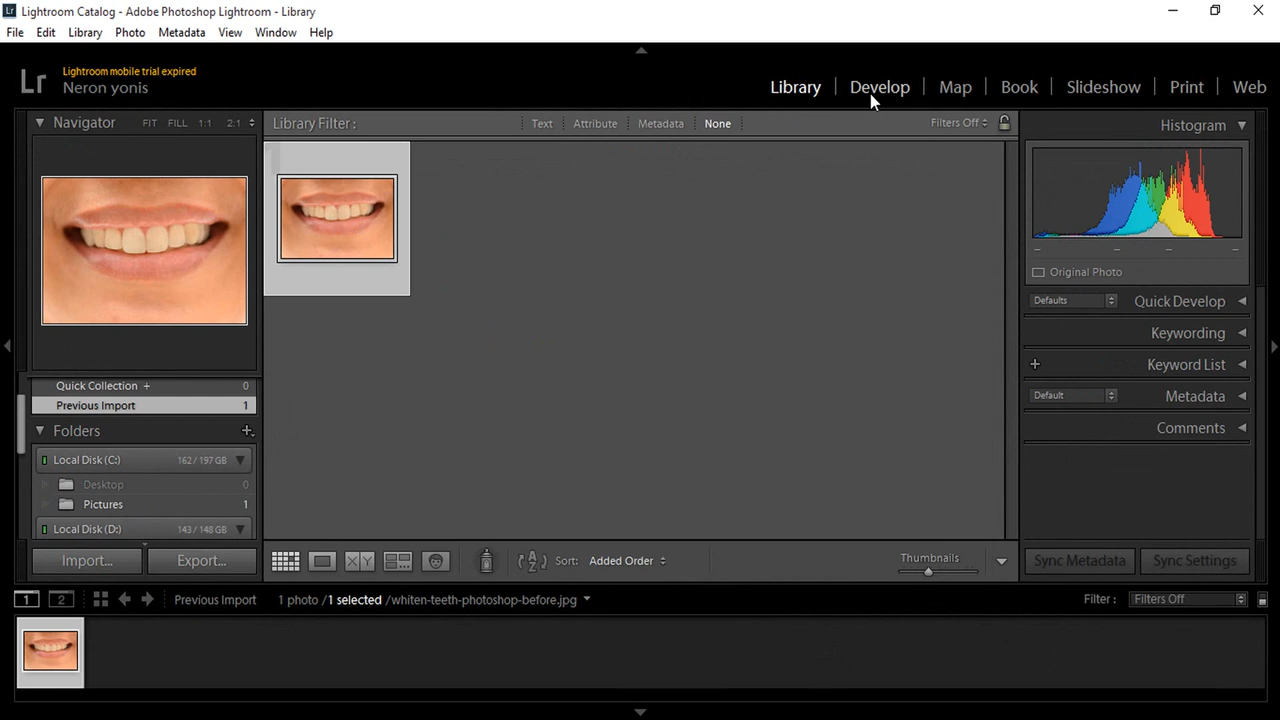 Lr Lightroom Catalog - Adobe Photoshop Lightroom - Library
File Edit Library Photo Metadata View Window Help
Lr Lightroom mobile trial expired
Neron yonis
Library | Develop | Map | Book | Slideshow | Print | Web
Navigator FIT FILL 1:1 2:1
Library Filter : Text Attribute Metadata None Filters Off
Histogram
Original Photo
Defaults Quick Develop
Keywording
+ Keyword List
Default Metadata
Comments
Quick Collection + 0
Previous Import 1
Folders +
Local Disk (C:) 162 / 197 GB
Desktop 0
Pictures 1
Local Disk (D:) 143 / 148 GB
Import... Export...
XY Sort: Added Order Thumbnails
Sync Metadata Sync Settings
1 2 Previous Import 1 photo / 1 selected / whiten-teeth-photoshop-before.jpg Filter : Filters Off